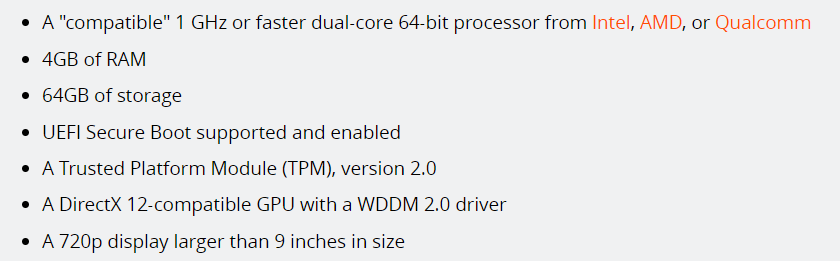 A "compatible" 1 GHz or faster dual-core 64-bit processor from Intel, AMD, or Qualcomm
4GB of RAM
64GB of storage
UEFI Secure Boot supported and enabled
A Trusted Platform Module (TPM), version 2.0
A DirectX 12-compatible GPU with a WDDM 2.0 driver
A 720p display larger than 9 inches in size